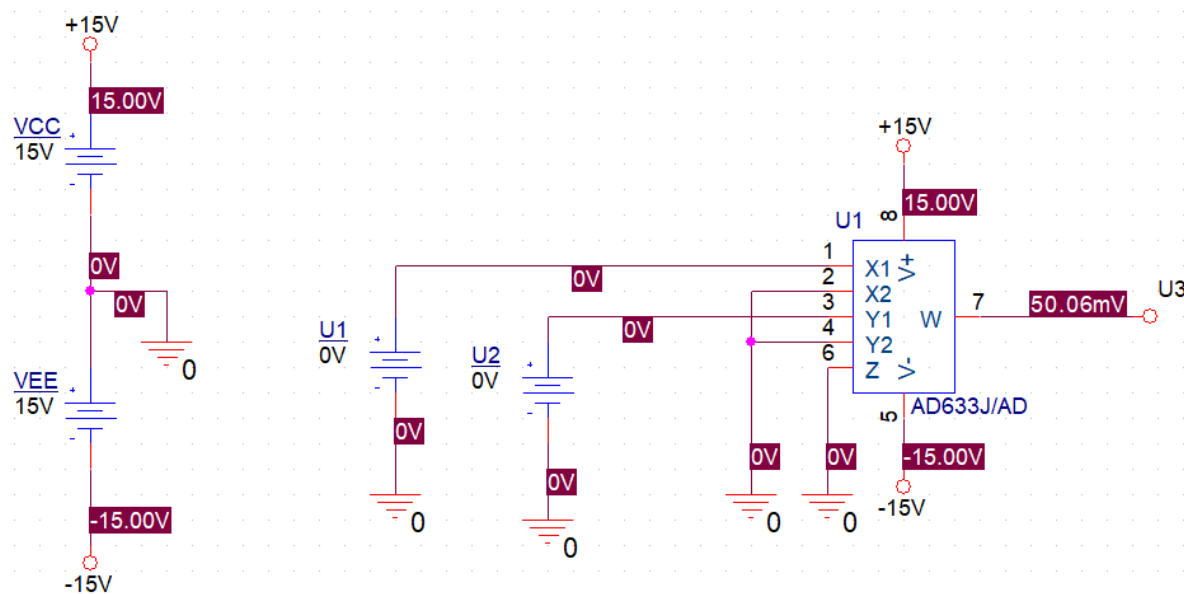 +15V
15.00V
VCC
15V
+
-
0V
0V
0
VEE
15V
+
-
-15.00V
-15V
U1
0V
+
-
0V
0V
0
U2
0V
+
-
0V
0V
0
+15V
15.00V
8
U1
1
2
3
4
6
X1
X2
Y1
Y2
Z
V+
V-
W
7
50.06mV
U3
AD633J/AD
5
-15.00V
-15V
0V
0
0V
0